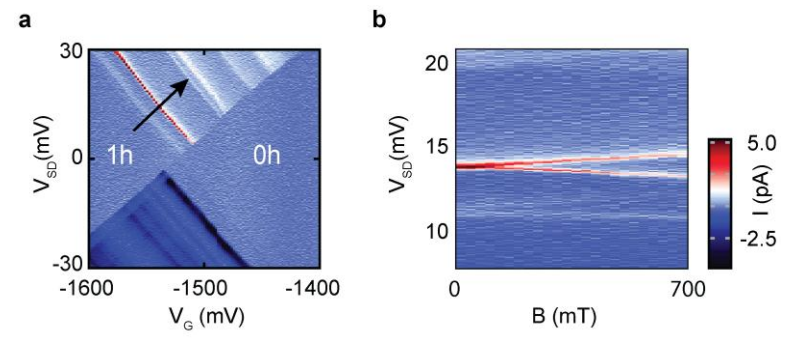 a
30
0
-30
V_SD(mV)
1h
0h
-1600
-1500
-1400
V_G (mV)
b
20
15
10
V_SD(mV)
0
700
B (mT)
5.0
-2.5
I (pA)